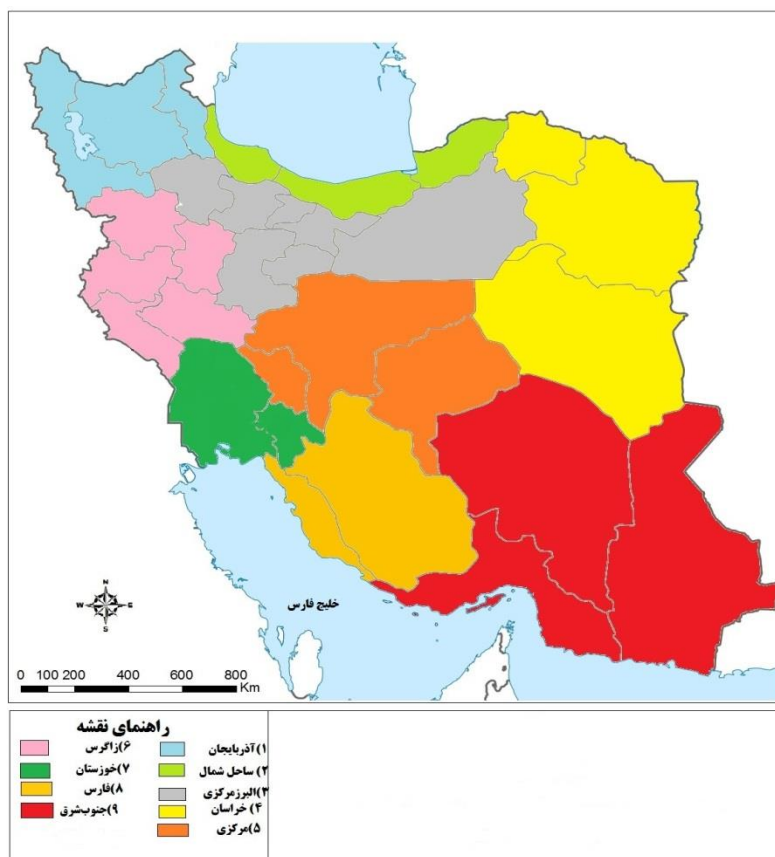 N
W E
S
خلیج فارس
0 100 200 400 600 800
Km
راهنمای نقشه
۱)آذربایجان
۲) ساحل شمال
۳)البرزمرکزی
۴) خراسان
۵)مرکزی
۶)زاگرس
۷)خوزستان
۸)فارس
۹)جنوب‌شرق